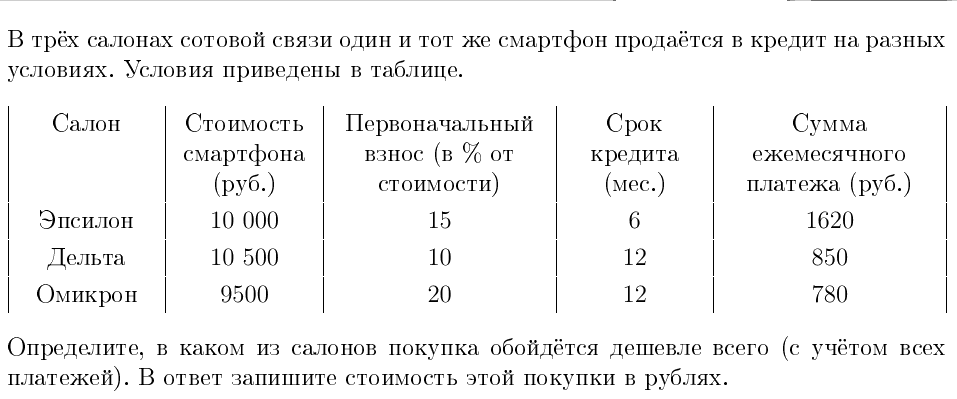 В трёх салонах сотовой связи один и тот же смартфон продаётся в кредит на разных
условиях. Условия приведены в таблице.
Салон Стоимость Первоначальный Срок Сумма
смартфона взнос (в % от кредита ежемесячного
(руб.) стоимости) (мес.) платежа (руб.)
Эпсилон 10 000 15 6 1620
Дельта 10 500 10 12 850
Омикрон 9500 20 12 780
Определите, в каком из салонов покупка обойдётся дешевле всего (с учётом всех
платежей). В ответ запишите стоимость этой покупки в рублях.